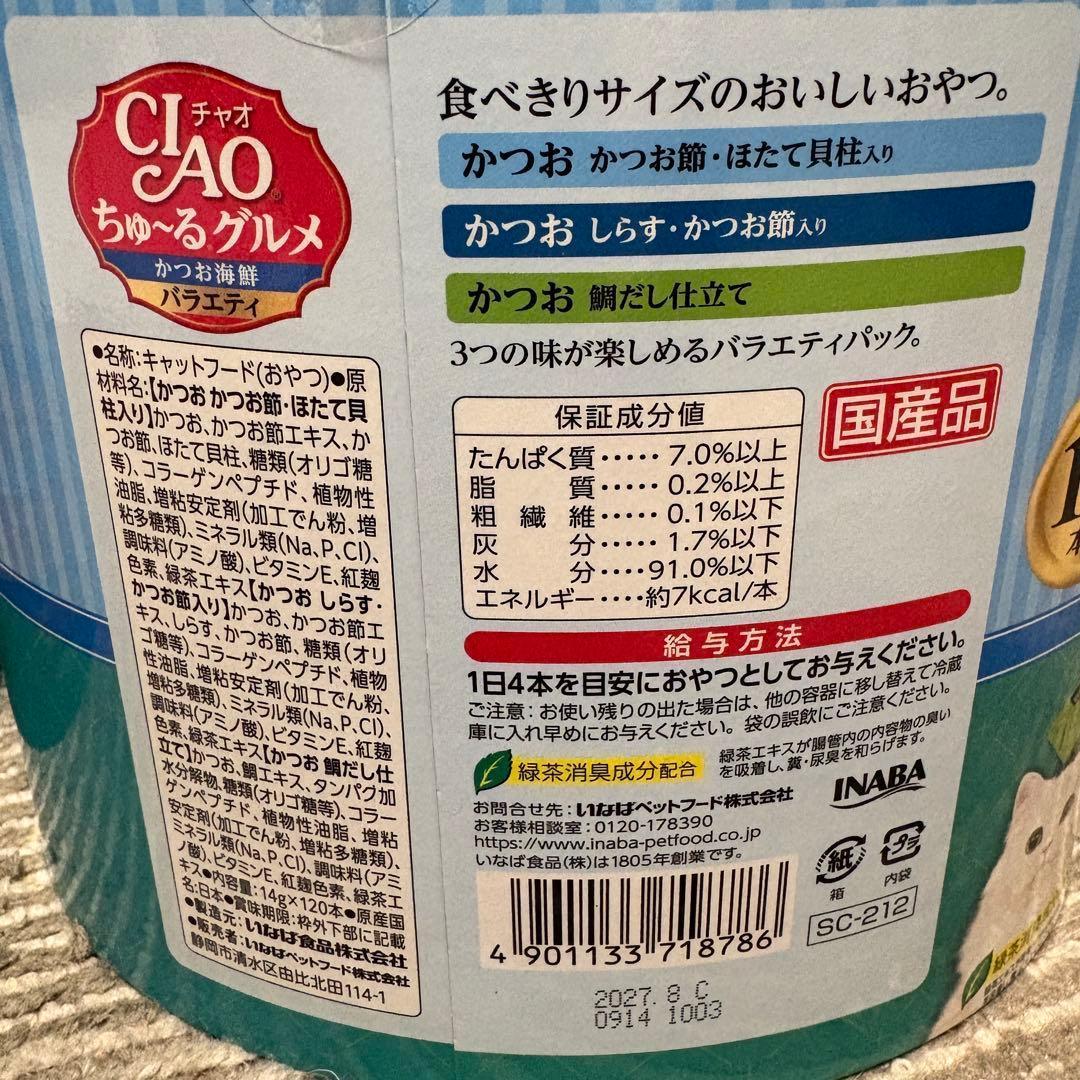 CIAO チャオ
ちゅ〜るグルメ
かつお海鮮
バラエティ
●名称:キャットフード(おやつ)●原
材料名:【かつお かつお節・ほたて貝
柱入り】かつお、かつお節エキス、か
つお節、ほたて貝柱、糖類(オリゴ糖
等)、コラーゲンペプチド、植物性
油脂、増粘安定剤(加工でん粉、増
粘多糖類)、ミネラル類(Na、P、Cl)、
調味料(アミノ酸)、ビタミンE、紅麹
色素、緑茶エキス【かつお しらす・
かつお節入り】かつお、かつお節エ
キス、しらす、かつお節、糖類(オリ
ゴ糖等)、コラーゲンペプチド、植物
性油脂、増粘安定剤(加工でん粉、
増粘多糖類)、ミネラル類(Na、P、Cl)、
調味料(アミノ酸)、ビタミンE、紅麹
色素、緑茶エキス【かつお 鯛だし仕
立て】かつお、鯛エキス、タンパク加
水分解物、糖類(オリゴ糖等)、コラー
ゲンペプチド、植物性油脂、増粘
安定剤(加工でん粉、増粘多糖類)、
ミネラル類(Na、P、Cl)、調味料(アミ
ノ酸)、ビタミンE、紅麹色素、緑茶エ
キス●内容量:14g×120本●原産国
名:日本●賞味期限:枠外下部に記載
●製造元:いなば食品株式会社
●販売者:いなばペットフード株式会社
静岡市清水区由比北田114-1
食べきりサイズのおいしいおやつ。
かつお かつお節・ほたて貝柱入り
かつお しらす・かつお節入り
かつお 鯛だし仕立て
3つの味が楽しめるバラエティパック。
国産品
保証成分値
たんぱく質・・・・・7.0%以上
脂質・・・・・0.2%以上
粗繊維・・・・・0.1%以下
灰分・・・・・1.7%以下
水分・・・・91.0%以下
エネルギー・・・・約7kcal/本
給与方法
1日4本を目安におやつとしてお与えください。
ご注意:お使い残りの出た場合は、他の容器に移し替えて冷蔵
庫に入れ早めにお与えください。袋の誤飲にご注意ください。
緑茶消臭成分配合
緑茶エキスが腸管内の内容物の臭い
を吸着し、糞・尿臭を和らげます。
お問合せ先:いなばペットフード株式会社
お客様相談室:0120-178390
https://www.inaba-petfood.co.jp
いなば食品(株)は1805年創業です。
INABA
紙
箱
プラ
内袋
SC-212
4 901133 718786
2027. 8 C
0914 1003